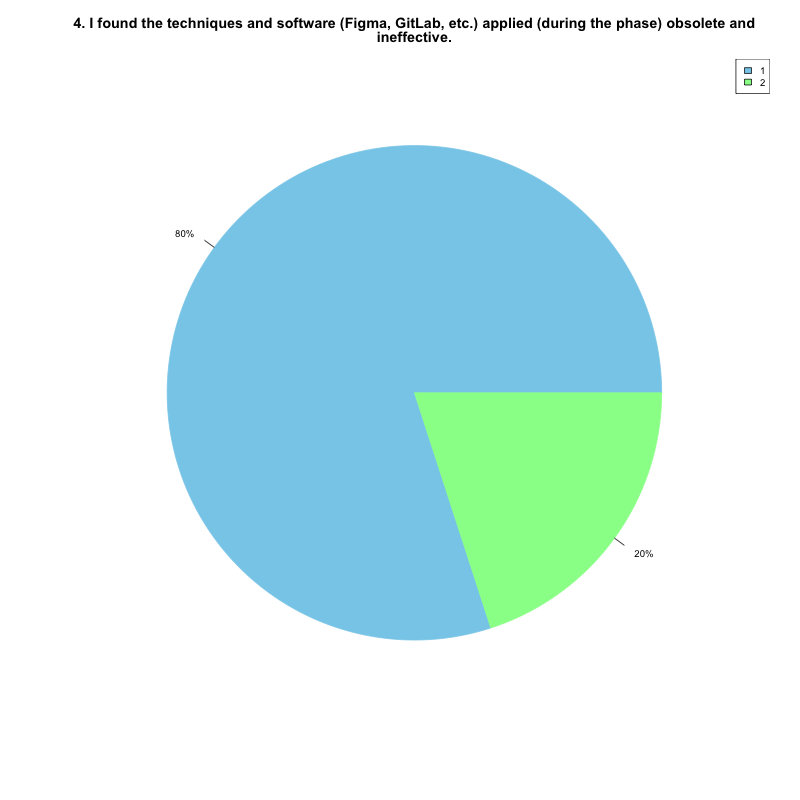 4. I found the techniques and software (Figma, GitLab, etc.) applied (during the phase) obsolete and
ineffective.
1
2
80%
20%